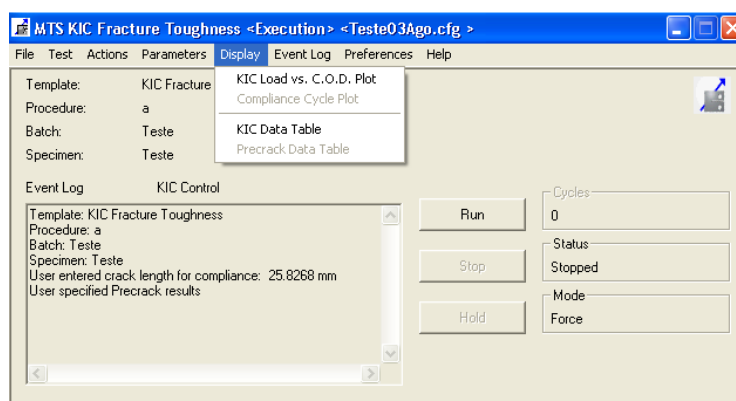 MTS KIC Fracture Toughness <Execution> <Teste03Ago.cfg >
File Test Actions Parameters Display Event Log Preferences Help
KIC Load vs. C.O.D. Plot
Compliance Cycle Plot
KIC Data Table
Precrack Data Table
Template: KIC Fracture
Procedure: a
Batch: Teste
Specimen: Teste
Event Log KIC Control
Template: KIC Fracture Toughness
Procedure: a
Batch: Teste
Specimen: Teste
User entered crack length for compliance: 25.8268 mm
User specified Precrack results
Run
Stop
Hold
Cycles
0
Status
Stopped
Mode
Force